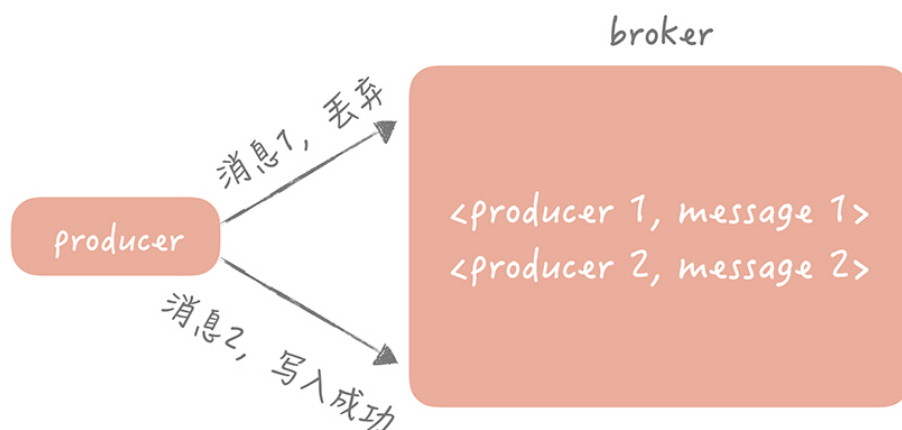 broker
消息1，丢弃
producer
<producer 1, message 1>
<producer 2, message 2>
消息2，写入成功